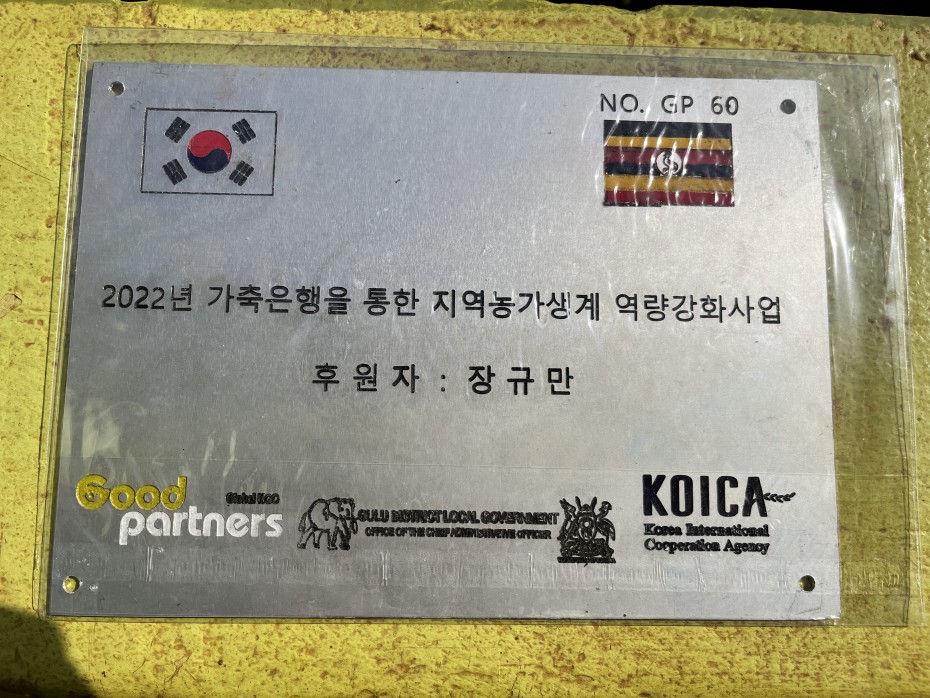 NO. GP 60
2022년 가축은행을 통한 지역농가생계 역량강화사업
후원자 : 장규만
Good partners
Global NGO
GULU DISTRICT LOCAL GOVERNMENT
OFFICE OF THE CHIEF ADMINISTRATIVE OFFICER
KOICA
Korea International
Cooperation Agency